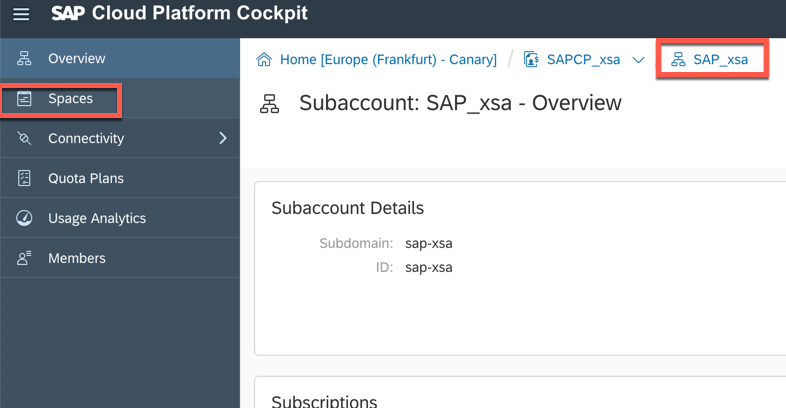 SAP Cloud Platform Cockpit
Overview
Spaces
Connectivity
Quota Plans
Usage Analytics
Members
Home [Europe (Frankfurt) - Canary] / SAPCP_xsa / SAP_xsa
Subaccount: SAP_xsa - Overview
Subaccount Details
Subdomain: sap-xsa
ID: sap-xsa
Subscriptions